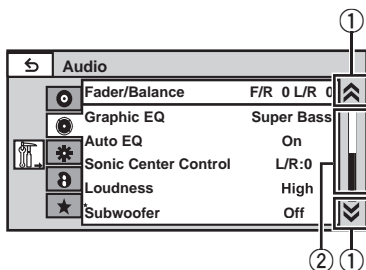 ①
Audio
Fader/Balance F/R 0 L/R 0
Graphic EQ Super Bass
Auto EQ On
Sonic Center Control L/R:0
Loudness High
Subwoofer Off
② ①